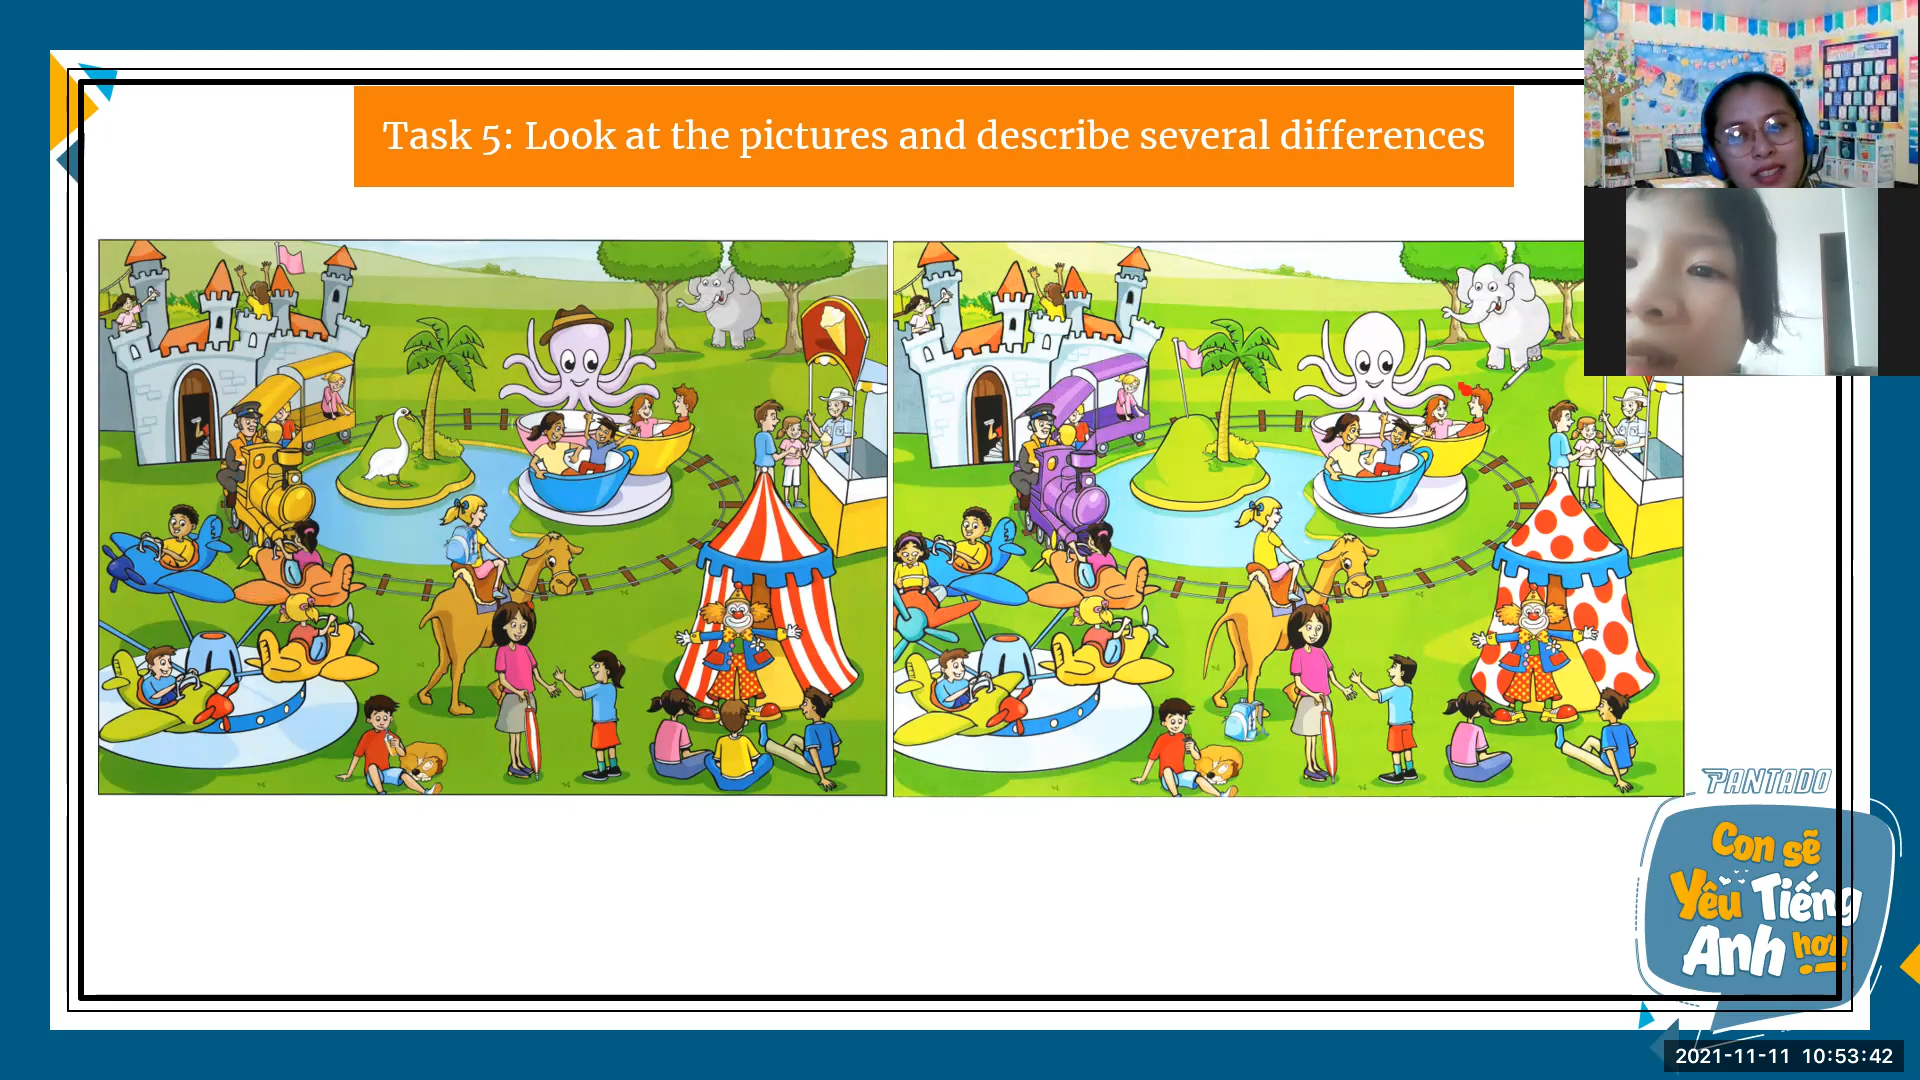 Task 5: Look at the pictures and describe several differences
PANTADO
Con sẽ
Yêu Tiếng
Anh hơn
2021-11-11 10:53:42